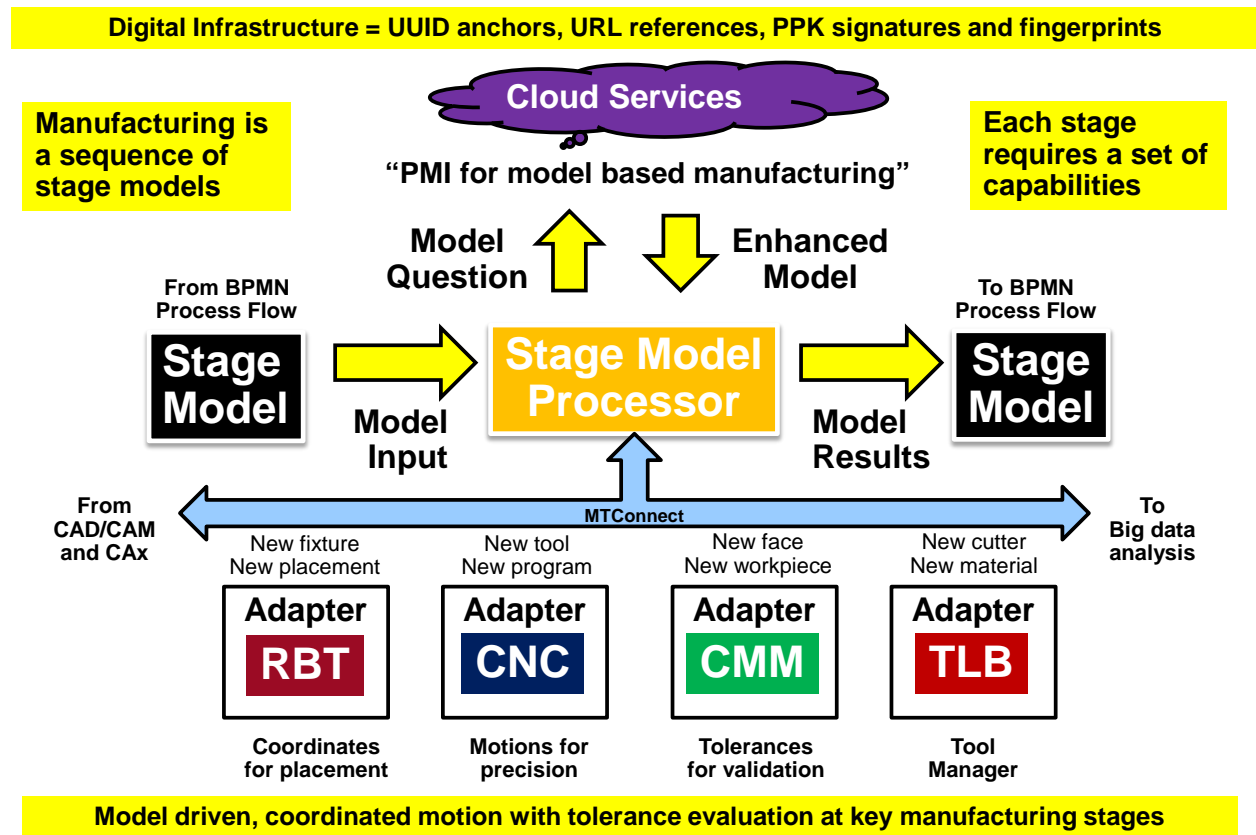 Digital Infrastructure = UUID anchors, URL references, PPK signatures and fingerprints
Cloud Services
Manufacturing is
a sequence of
stage models
Each stage
requires a set of
capabilities
“PMI for model based manufacturing”
Model
Question
Enhanced
Model
From BPMN
Process Flow
To BPMN
Process Flow
Stage
Model
Stage Model
Processor
Stage
Model
Model
Input
Model
Results
From
CAD/CAM
and CAx
MTConnect
To
Big data
analysis
New fixture
New placement
New tool
New program
New face
New workpiece
New cutter
New material
Adapter
RBT
Adapter
CNC
Adapter
CMM
Adapter
TLB
Coordinates
for placement
Motions for
precision
Tolerances
for validation
Tool
Manager
Model driven, coordinated motion with tolerance evaluation at key manufacturing stages